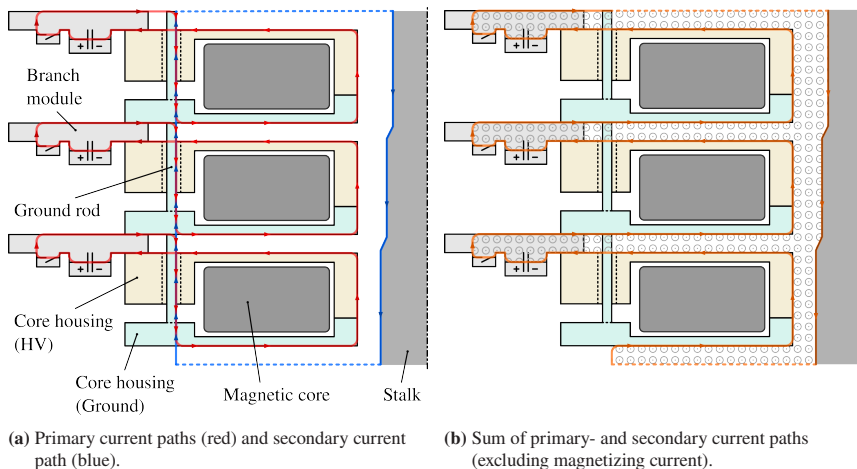 + −
Branch
module
+ −
Ground rod
+ −
Core housing
(HV)
Core housing
(Ground)
Magnetic core
Stalk
(a) Primary current paths (red) and secondary current
path (blue).
+ −
+ −
+ −
(b) Sum of primary- and secondary current paths
(excluding magnetizing current).